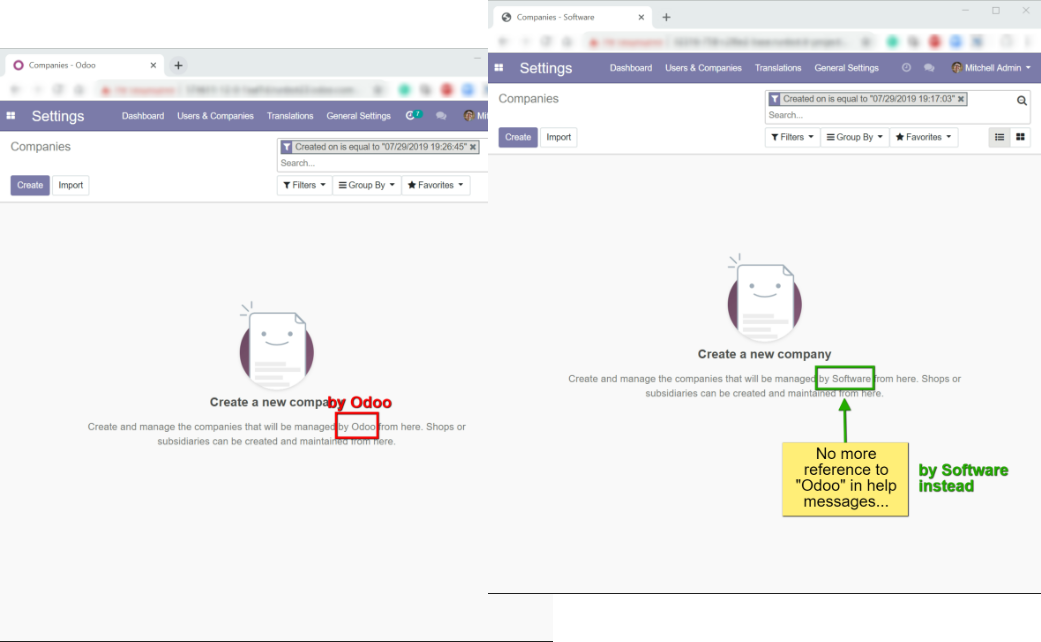 Companies - Software
Settings
Dashboard
Users & Companies
Translations
General Settings
Mitchell Admin
Companies
Created on is equal to "07/29/2019 19:17:03"
Search...
Create
Import
Filters
Group By
Favorites
Create a new company
Create and manage the companies that will be managed by Software from here. Shops or
subsidiaries can be created and maintained from here.
No more
reference to
"Odoo" in help
messages...
by Software
instead
Companies - Odoo
Settings
Dashboard
Users & Companies
Translations
General Settings
7
Mi
Companies
Created on is equal to "07/29/2019 19:26:45"
Search...
Create
Import
Filters
Group By
Favorites
Create a new company
by Odoo
Create and manage the companies that will be managed by Odoo from here. Shops or
subsidiaries can be created and maintained from here.